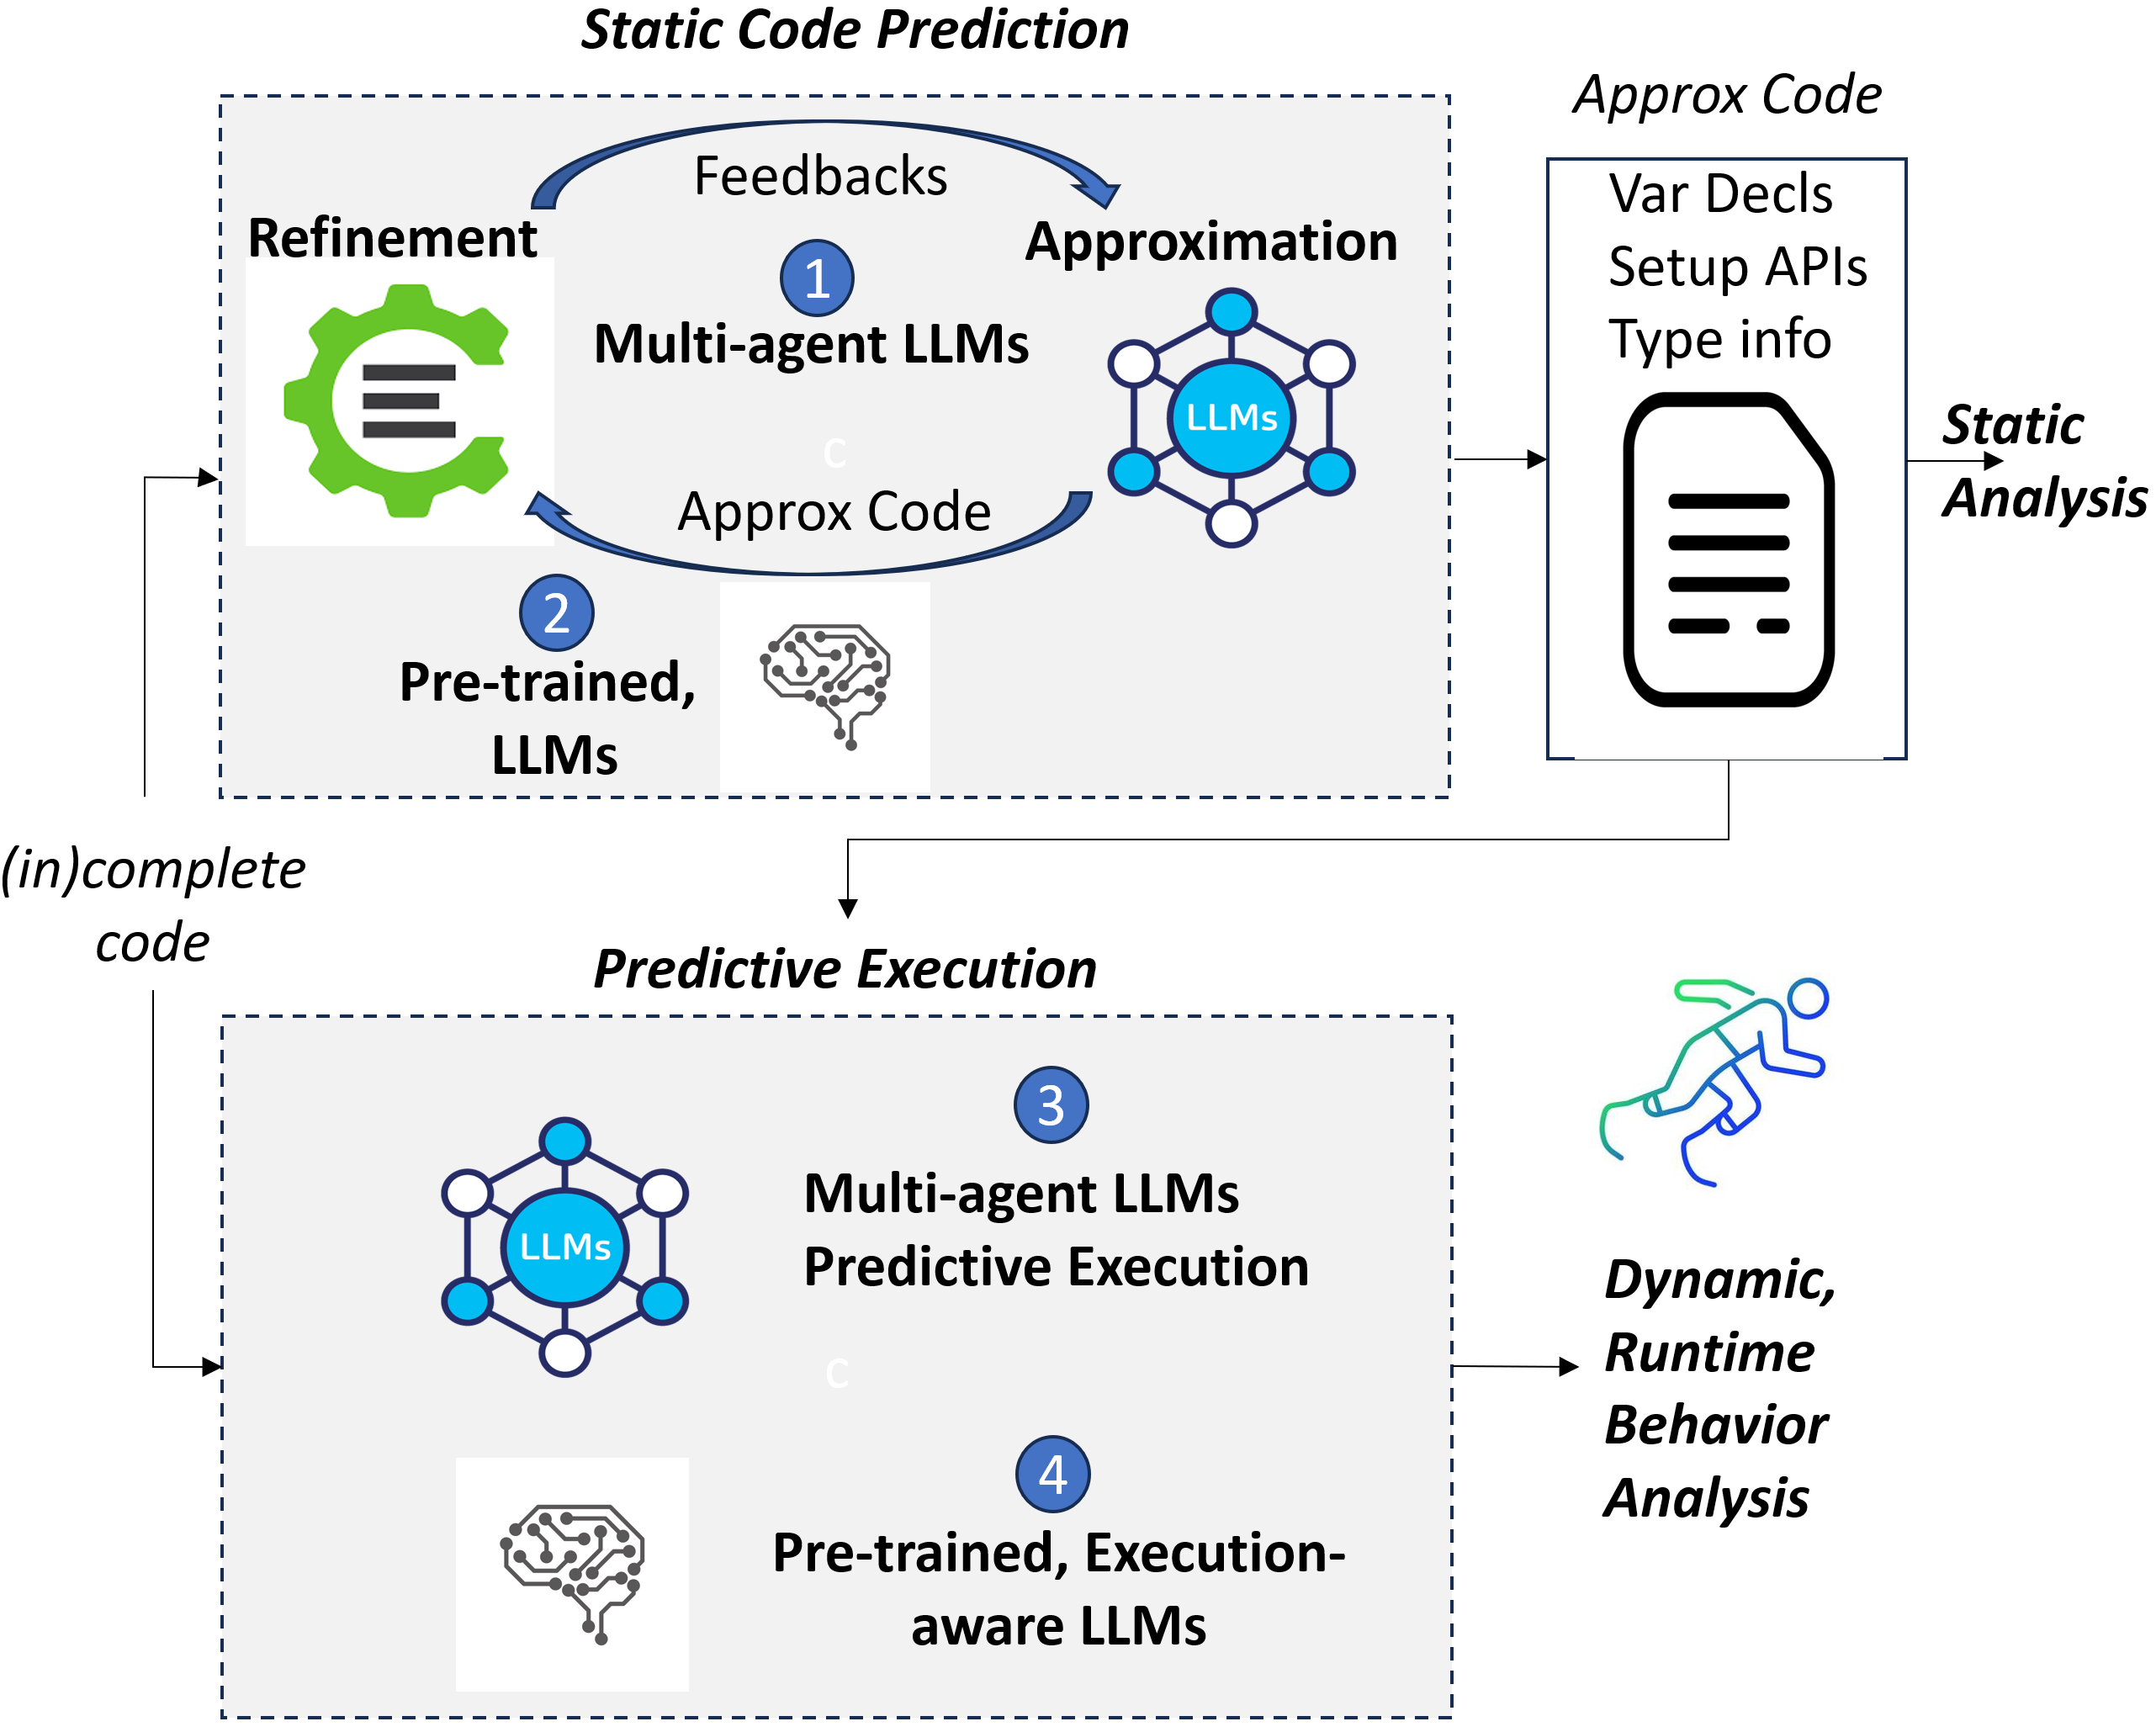 Static Code Prediction
Approx Code
Feedbacks
Refinement
Approximation
1
Multi-agent LLMs
LLMs
c
Approx Code
2
Pre-trained,
LLMs
Var Decls
Setup APIs
Type info
Static
Analysis
(in)complete
code
Predictive Execution
3
Multi-agent LLMs
Predictive Execution
LLMs
c
4
Pre-trained, Execution-
aware LLMs
Dynamic,
Runtime
Behavior
Analysis